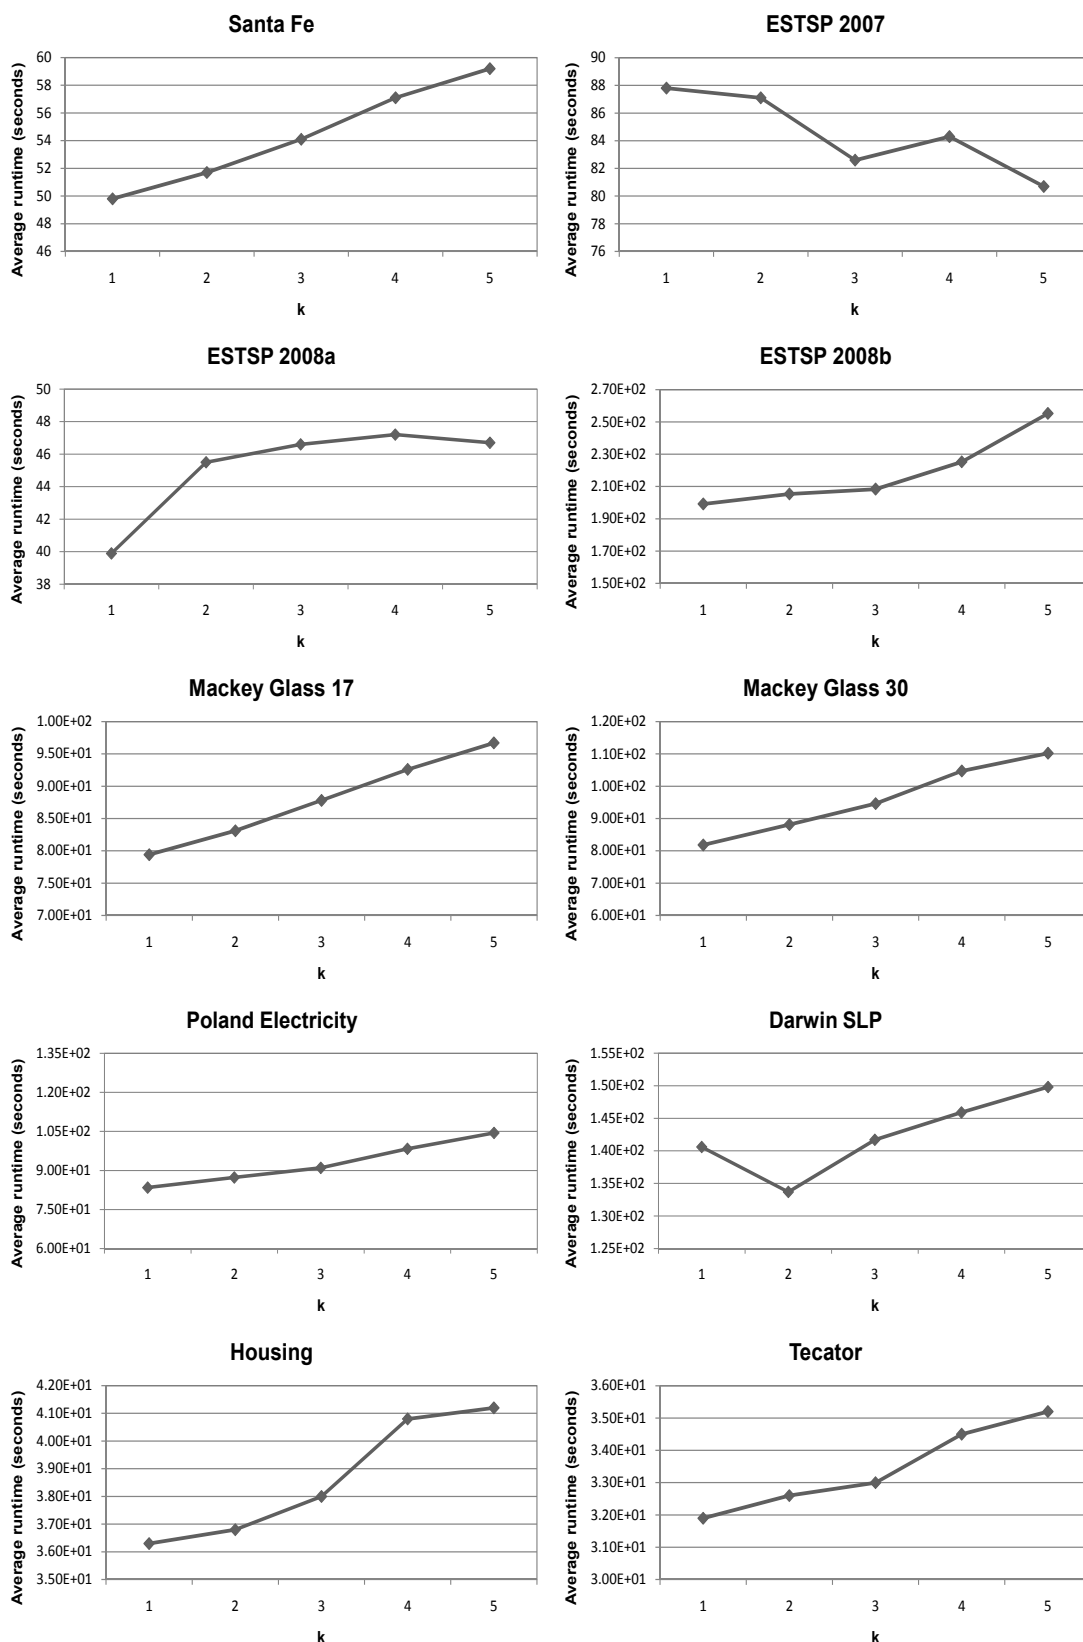 Santa Fe
Average runtime (seconds)
60
58
56
54
52
50
48
46
1 2 3 4 5
k
ESTSP 2007
Average runtime (seconds)
90
88
86
84
82
80
78
76
1 2 3 4 5
k
ESTSP 2008a
Average runtime (seconds)
50
48
46
44
42
40
38
1 2 3 4 5
k
ESTSP 2008b
Average runtime (seconds)
2.70E+02
2.50E+02
2.30E+02
2.10E+02
1.90E+02
1.70E+02
1.50E+02
1 2 3 4 5
k
Mackey Glass 17
Average runtime (seconds)
1.00E+02
9.50E+01
9.00E+01
8.50E+01
8.00E+01
7.50E+01
7.00E+01
1 2 3 4 5
k
Mackey Glass 30
Average runtime (seconds)
1.20E+02
1.10E+02
1.00E+02
9.00E+01
8.00E+01
7.00E+01
6.00E+01
1 2 3 4 5
k
Poland Electricity
Average runtime (seconds)
1.35E+02
1.20E+02
1.05E+02
9.00E+01
7.50E+01
6.00E+01
1 2 3 4 5
k
Darwin SLP
Average runtime (seconds)
1.55E+02
1.50E+02
1.45E+02
1.40E+02
1.35E+02
1.30E+02
1.25E+02
1 2 3 4 5
k
Housing
Average runtime (seconds)
4.20E+01
4.10E+01
4.00E+01
3.90E+01
3.80E+01
3.70E+01
3.60E+01
3.50E+01
1 2 3 4 5
k
Tecator
Average runtime (seconds)
3.60E+01
3.50E+01
3.40E+01
3.30E+01
3.20E+01
3.10E+01
3.00E+01
1 2 3 4 5
k